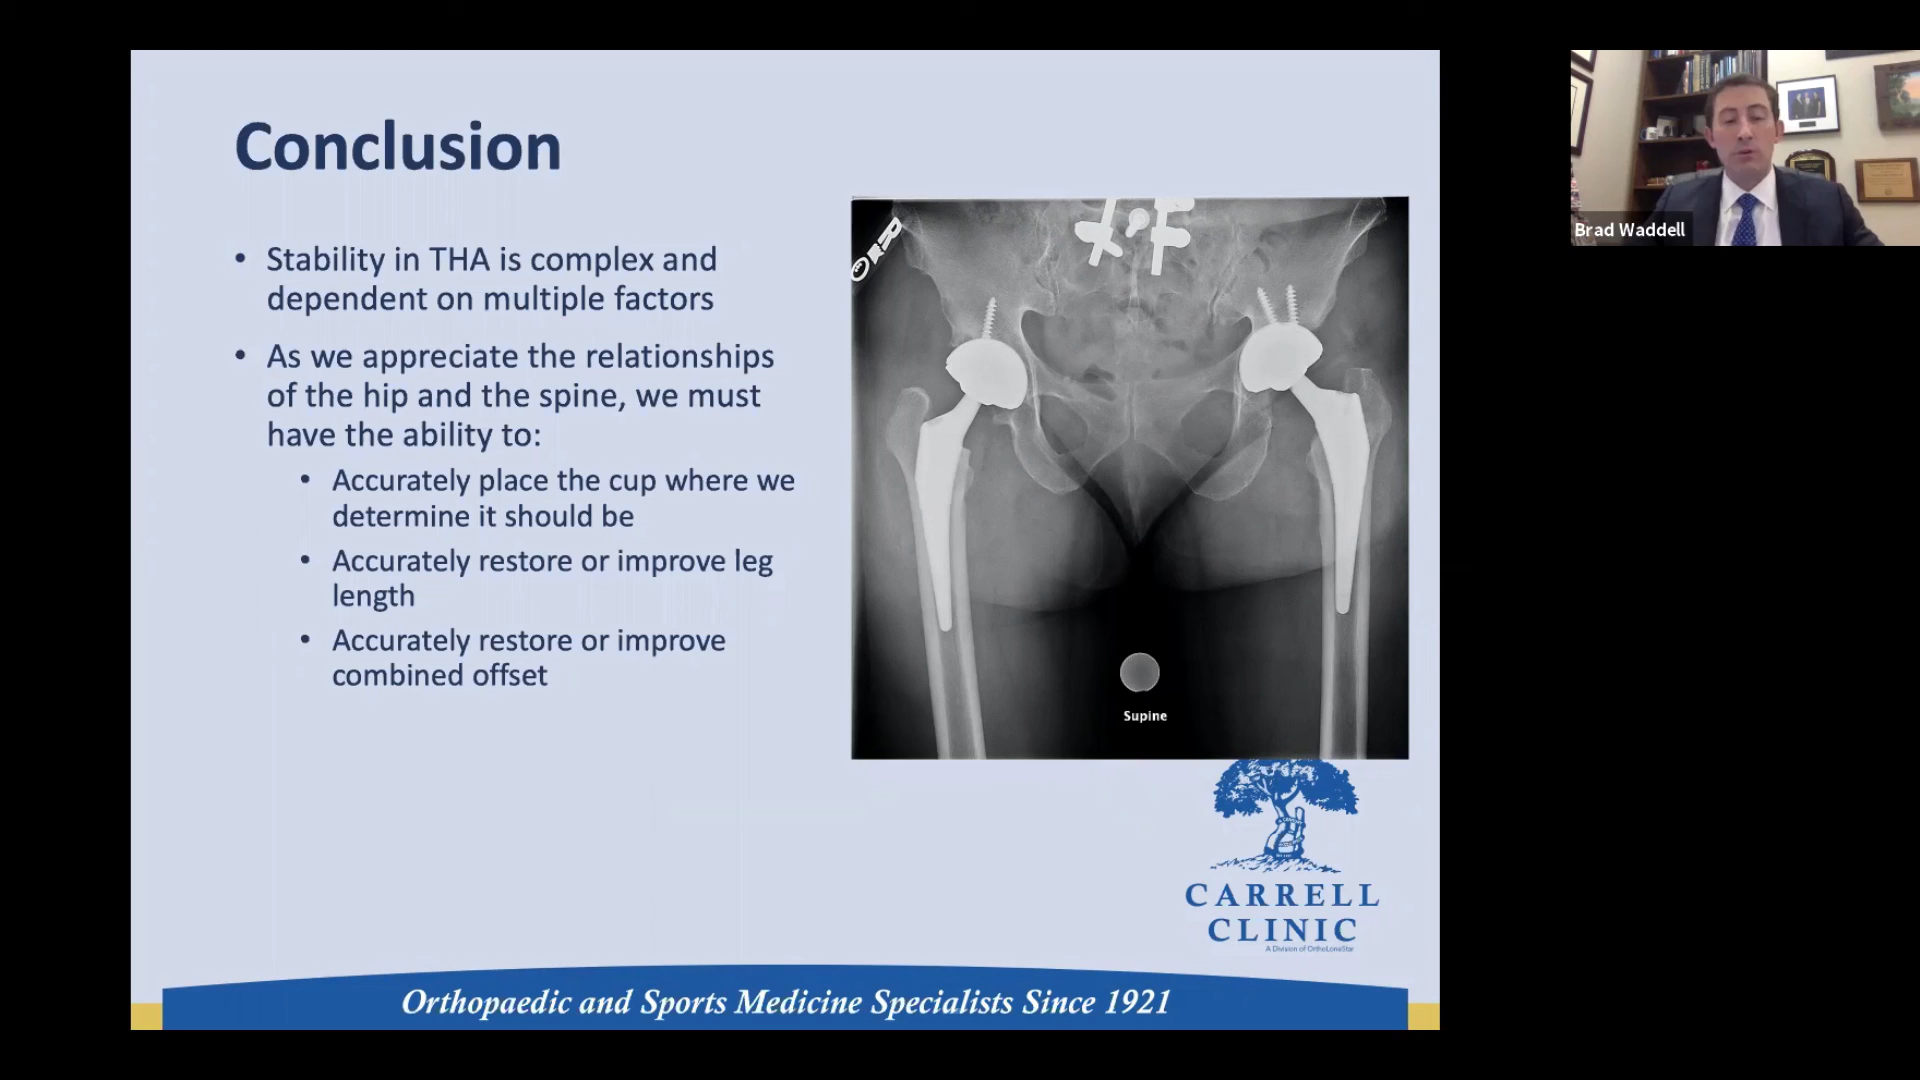 Conclusion
• Stability in THA is complex and
dependent on multiple factors
• As we appreciate the relationships
of the hip and the spine, we must
have the ability to:
• Accurately place the cup where we
determine it should be
• Accurately restore or improve leg
length
• Accurately restore or improve
combined offset
R
Supine
CARRELL
CLINIC
A Division of OrthoLoneStar
Orthopaedic and Sports Medicine Specialists Since 1921
Brad Waddell